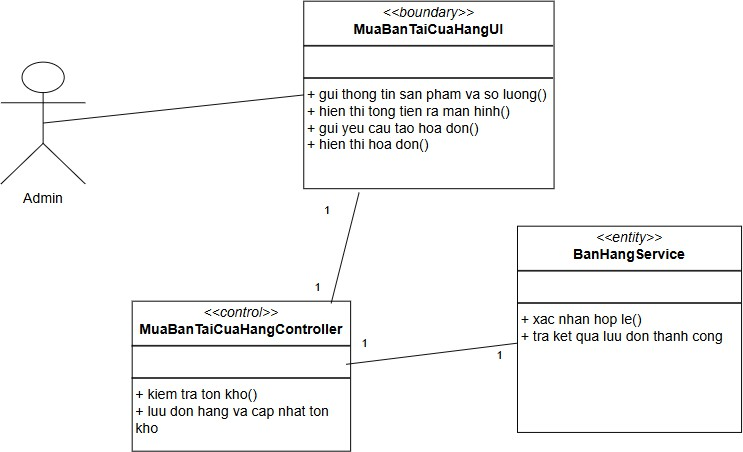 <<boundary>>
MuaBanTaiCuaHangUI
+ gui thong tin san pham va so luong()
+ hien thi tong tien ra man hinh()
+ gui yeu cau tao hoa don()
+ hien thi hoa don()
Admin
1
1
<<entity>>
BanHangService
+ xac nhan hop le()
+ tra ket qua luu don thanh cong
<<control>>
MuaBanTaiCuaHangController
1
1
+ kiem tra ton kho()
+ luu don hang va cap nhat ton
kho